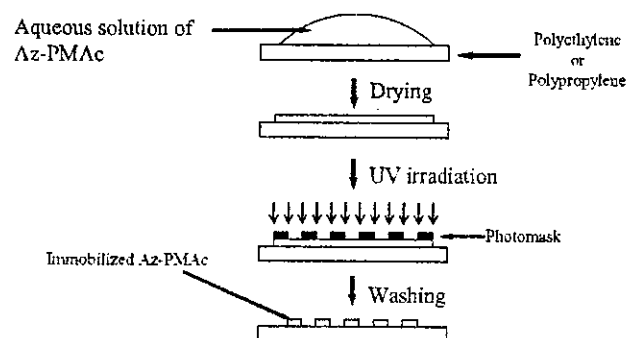 Aqueous solution of
Az-PMAc
Polyethylene
or
Polypropylene
Drying
UV irradiation
Photomask
Immobilized Az-PMAc
Washing